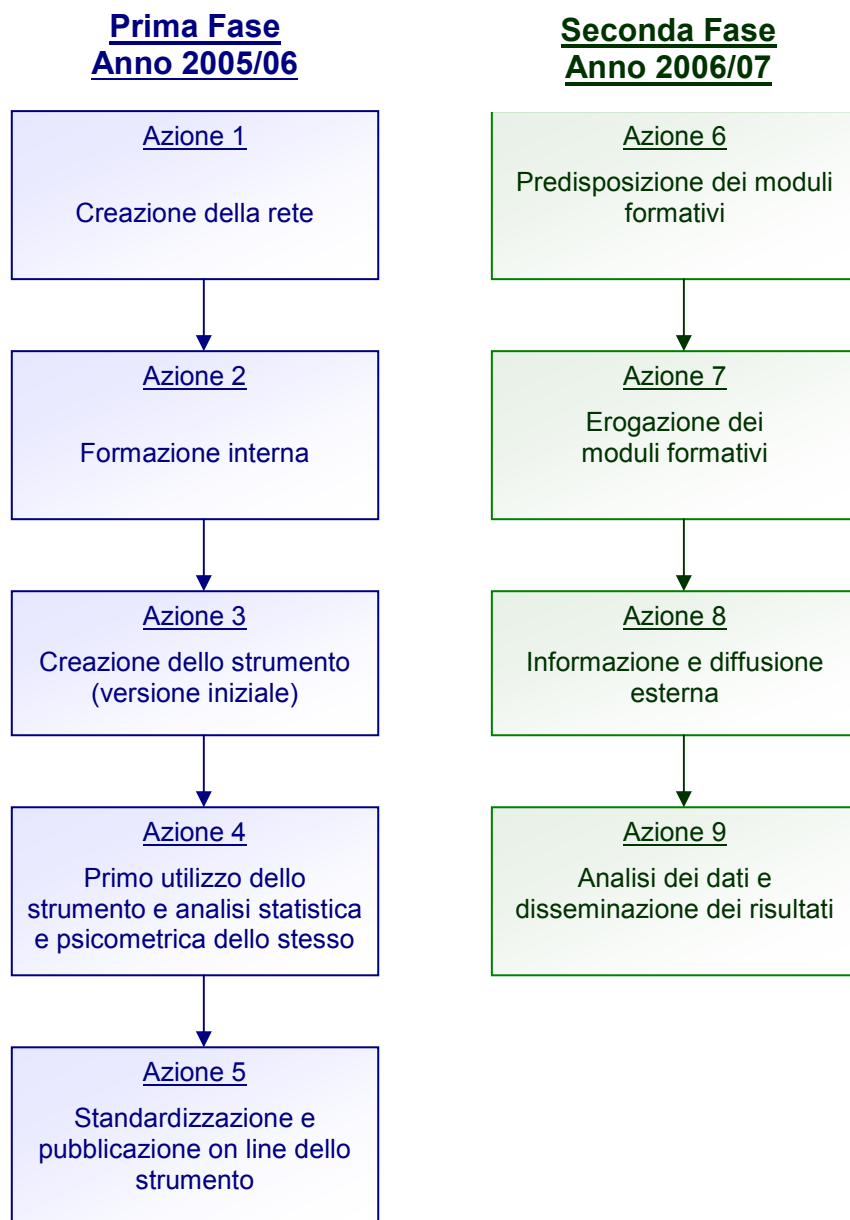 Prima Fase
Anno 2005/06
Azione 1
Creazione della rete
Azione 2
Formazione interna
Azione 3
Creazione dello strumento
(versione iniziale)
Azione 4
Primo utilizzo dello
strumento e analisi statistica
e psicometrica dello stesso
Azione 5
Standardizzazione e
pubblicazione on line dello
strumento
Seconda Fase
Anno 2006/07
Azione 6
Predisposizione dei moduli
formativi
Azione 7
Erogazione dei
moduli formativi
Azione 8
Informazione e diffusione
esterna
Azione 9
Analisi dei dati e
disseminazione dei risultati